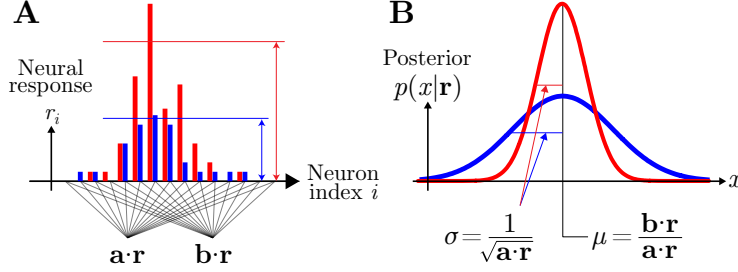 A
Neural
response
r_i
Neuron
index i
a·r
b·r
B
Posterior
p(x|r)
x
σ = 1/√(a·r)
μ = b·r/a·r